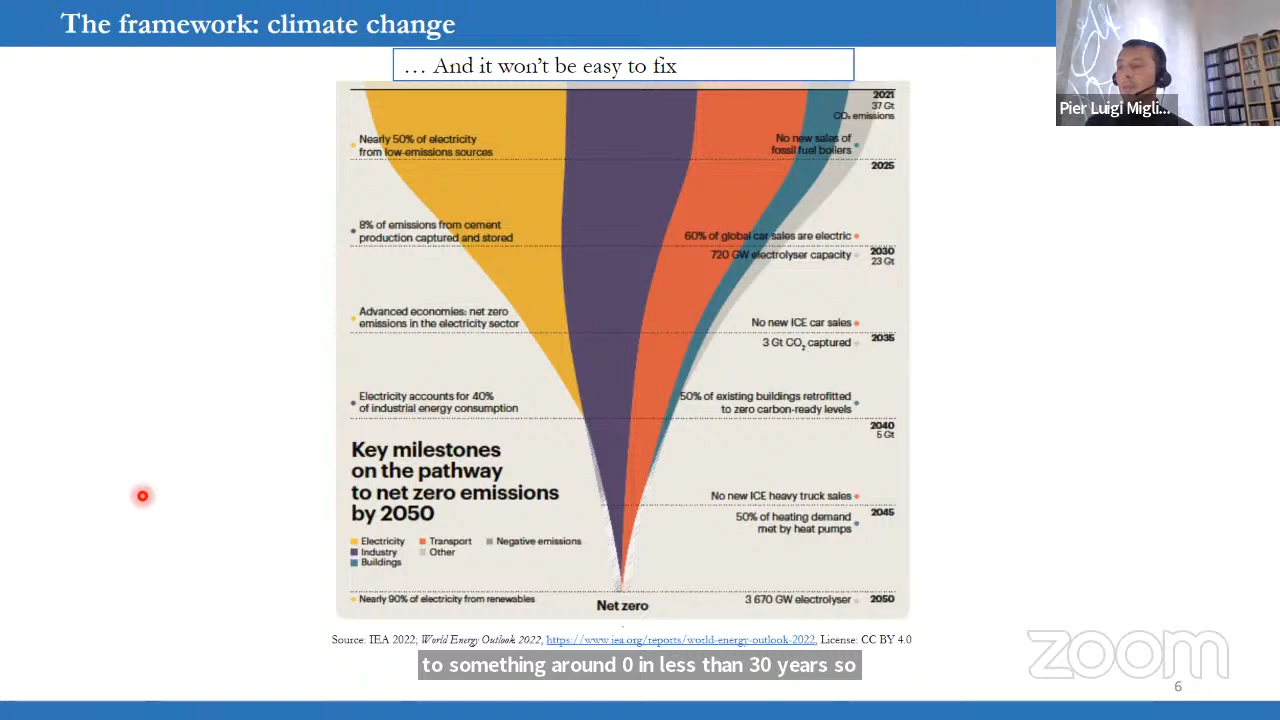 The framework: climate change
… And it won't be easy to fix
Pier Luigi Migli...
2021
37 Gt
CO₂ emissions
Nearly 50% of electricity
from low-emissions sources
No new sales of
fossil fuel boilers
2025
8% of emissions from cement
production captured and stored
60% of global car sales are electric
720 GW electrolyser capacity
2030
23 Gt
Advanced economies: net zero
emissions in the electricity sector
No new ICE car sales
3 Gt CO₂ captured
2035
Electricity accounts for 40%
of industrial energy consumption
50% of existing buildings retrofitted
to zero carbon-ready levels
2040
5 Gt
Key milestones
on the pathway
to net zero emissions
by 2050
No new ICE heavy truck sales
2045
50% of heating demand
met by heat pumps
Electricity Transport Negative emissions
Industry Other
Buildings
Nearly 90% of electricity from renewables
Net zero
3 670 GW electrolyser
2050
Source: IEA 2022; World Energy Outlook 2022, https://www.iea.org/reports/world-energy-outlook-2022, License: CC BY 4.0
to something around 0 in less than 30 years so
zoom
6